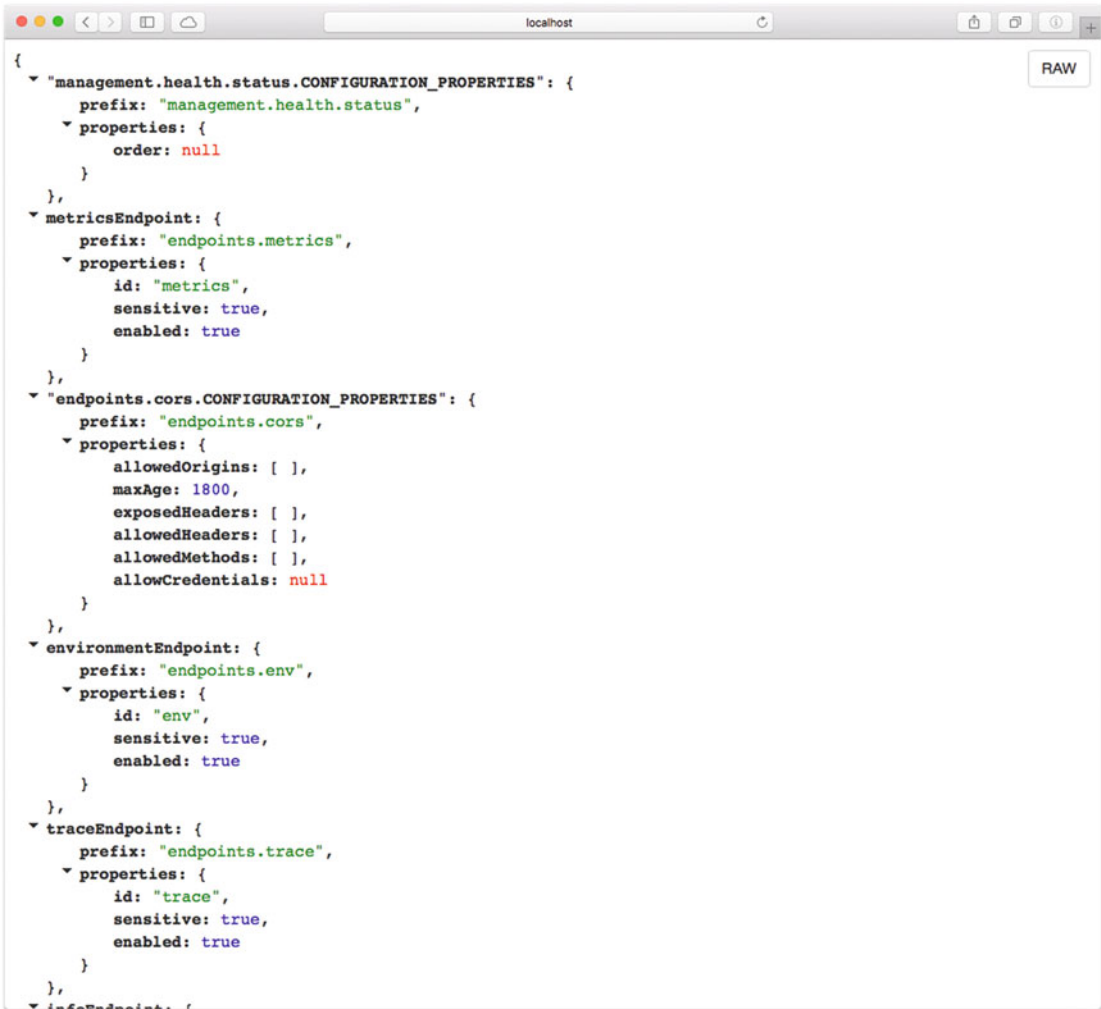 localhost
RAW
{
"management.health.status.CONFIGURATION_PROPERTIES": {
prefix: "management.health.status",
properties: {
order: null
}
},
metricsEndpoint: {
prefix: "endpoints.metrics",
properties: {
id: "metrics",
sensitive: true,
enabled: true
}
},
"endpoints.cors.CONFIGURATION_PROPERTIES": {
prefix: "endpoints.cors",
properties: {
allowedOrigins: [ ],
maxAge: 1800,
exposedHeaders: [ ],
allowedHeaders: [ ],
allowedMethods: [ ],
allowCredentials: null
}
},
environmentEndpoint: {
prefix: "endpoints.env",
properties: {
id: "env",
sensitive: true,
enabled: true
}
},
traceEndpoint: {
prefix: "endpoints.trace",
properties: {
id: "trace",
sensitive: true,
enabled: true
}
},
infoEndpoint: {